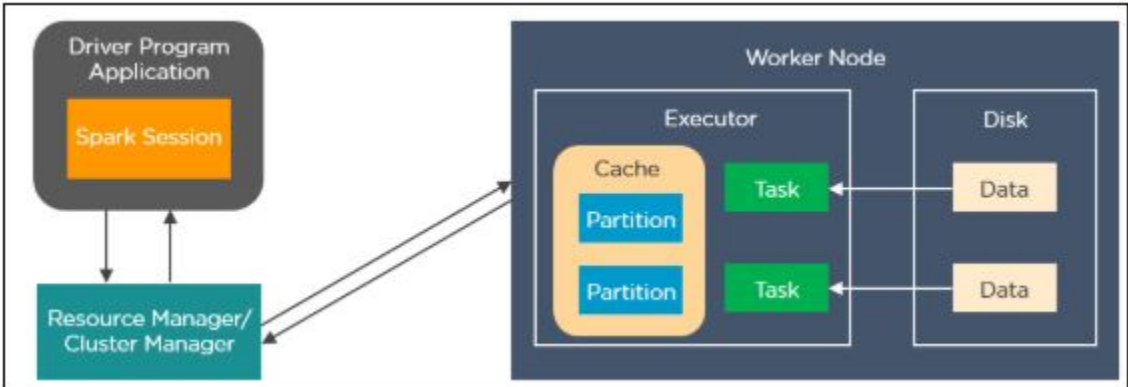 Driver Program
Application
Spark Session
Resource Manager/
Cluster Manager
Worker Node
Executor
Cache
Partition
Partition
Task
Task
Disk
Data
Data